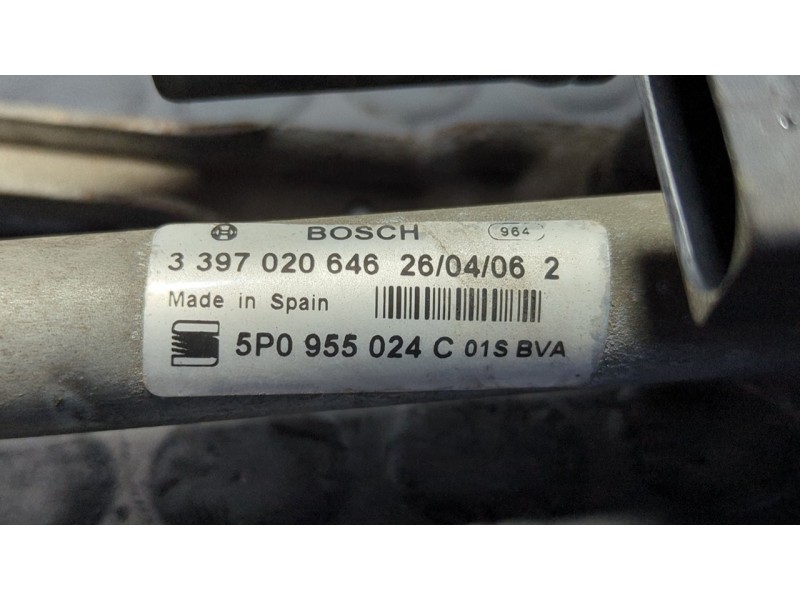 BOSCH 964
3 397 020 646 26/04/06 2
Made in Spain
5P0 955 024 C 01S BVA